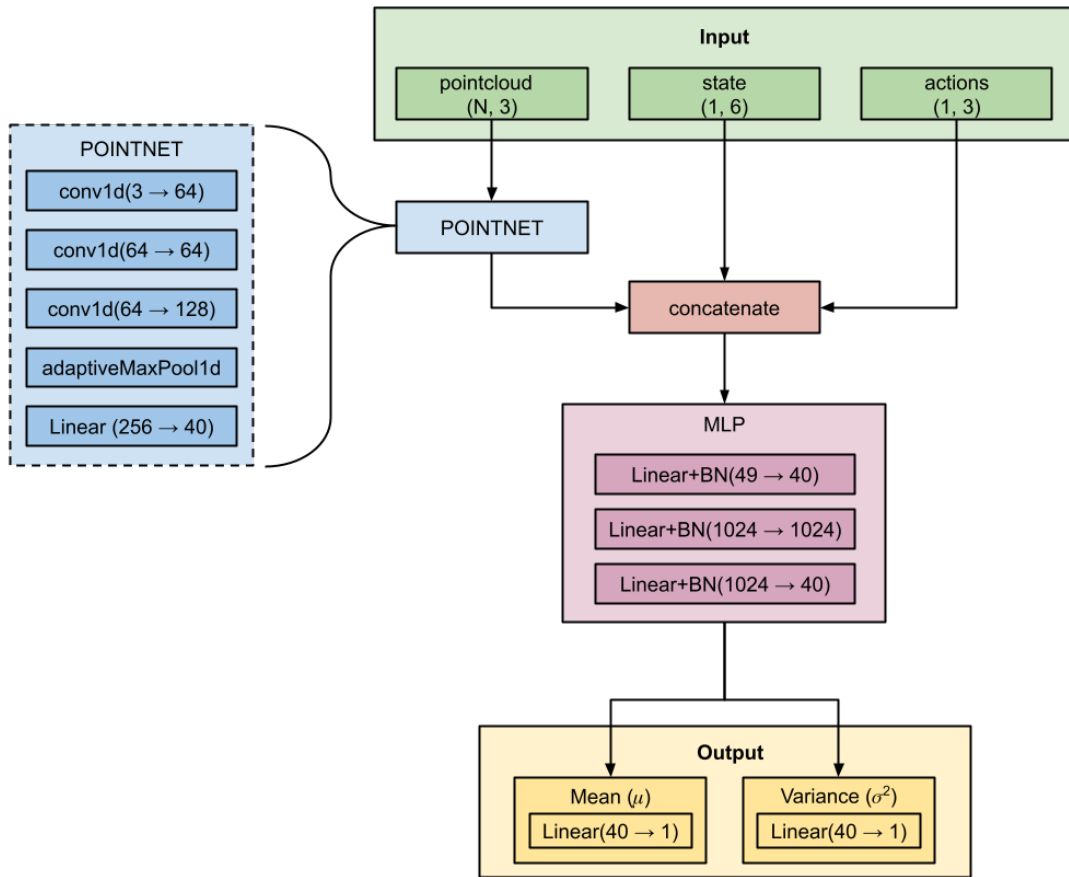 Input
pointcloud
(N, 3)
state
(1, 6)
actions
(1, 3)
POINTNET
conv1d(3 → 64)
conv1d(64 → 64)
conv1d(64 → 128)
adaptiveMaxPool1d
Linear (256 → 40)
POINTNET
concatenate
MLP
Linear+BN(49 → 40)
Linear+BN(1024 → 1024)
Linear+BN(1024 → 40)
Output
Mean (μ)
Linear(40 → 1)
Variance (σ²)
Linear(40 → 1)